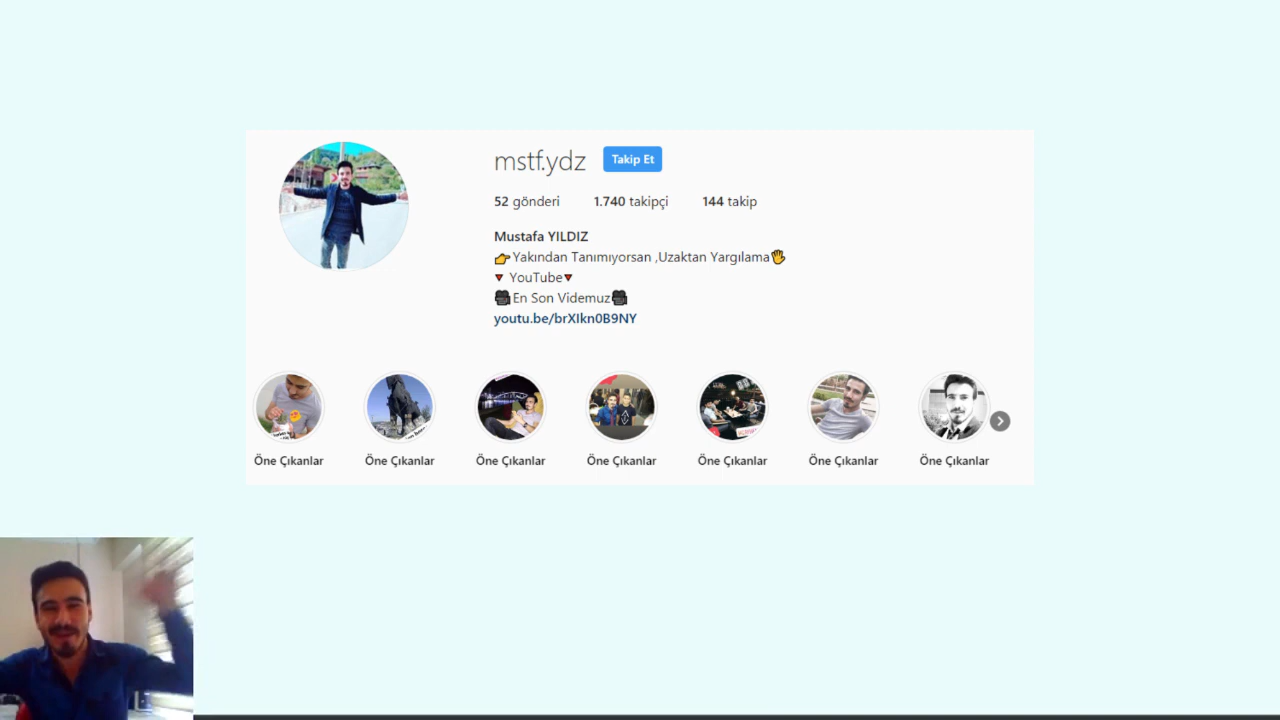 mstf.ydz Takip Et
52 gönderi 1.740 takipçi 144 takip
Mustafa YILDIZ
👉Yakından Tanımıyorsan ,Uzaktan Yargılama🖐
🔻 YouTube🔻
🎥En Son Videmuz🎥
youtu.be/brXIkn0B9NY
Öne Çıkanlar Öne Çıkanlar Öne Çıkanlar Öne Çıkanlar Öne Çıkanlar Öne Çıkanlar Öne Çıkanlar